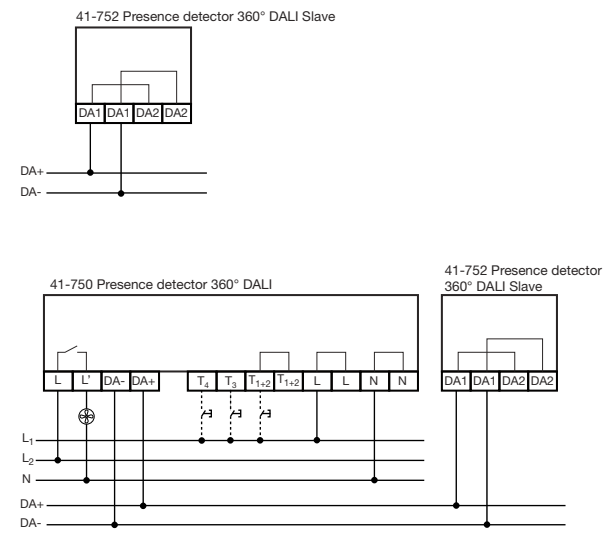 41-752 Presence detector 360° DALI Slave
DA1 DA1 DA2 DA2
DA+
DA-
41-750 Presence detector 360° DALI
41-752 Presence detector
360° DALI Slave
L L' DA- DA+ T4 T3 T1+2 T1+2 L L N N
DA1 DA1 DA2 DA2
L1
L2
N
DA+
DA-